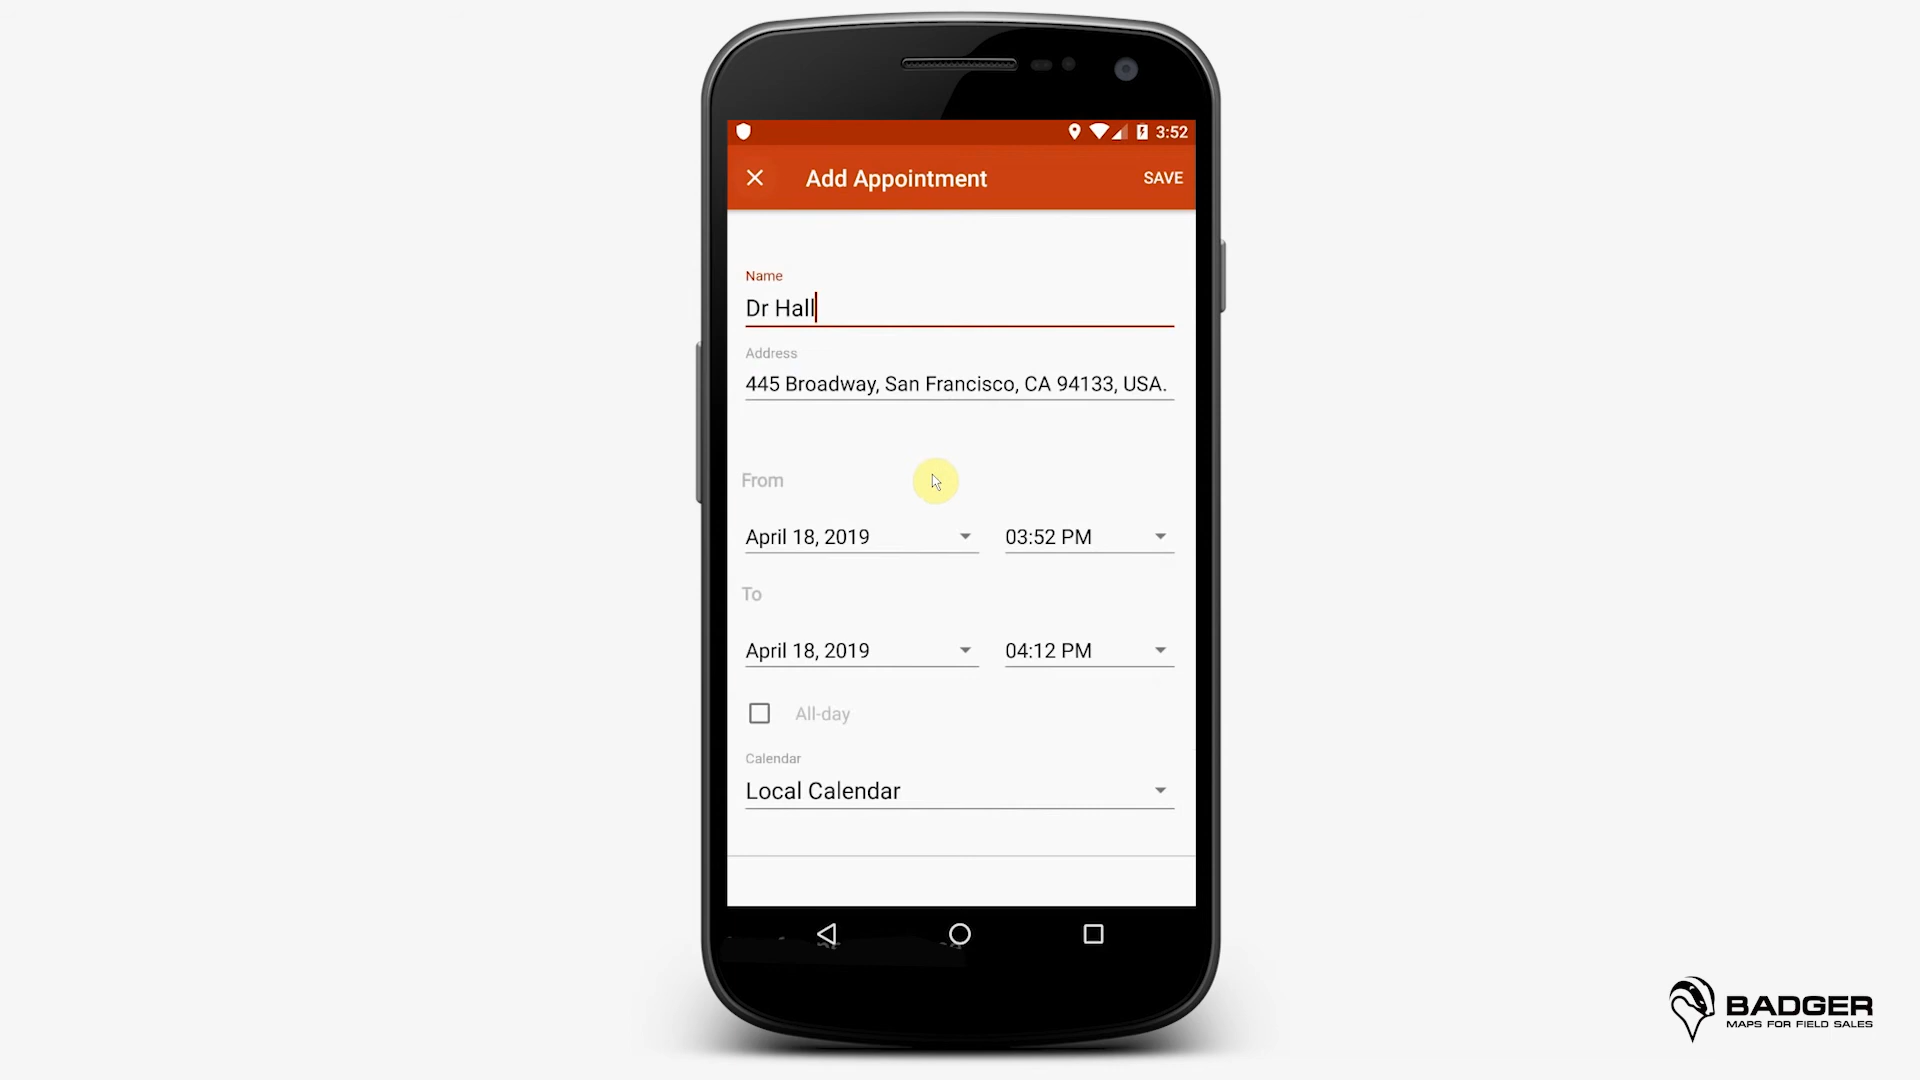 3:52
Add Appointment SAVE
Name
Dr Hall
Address
445 Broadway, San Francisco, CA 94133, USA.
From
April 18, 2019 03:52 PM
To
April 18, 2019 04:12 PM
All-day
Calendar
Local Calendar
BADGER
MAPS FOR FIELD SALES